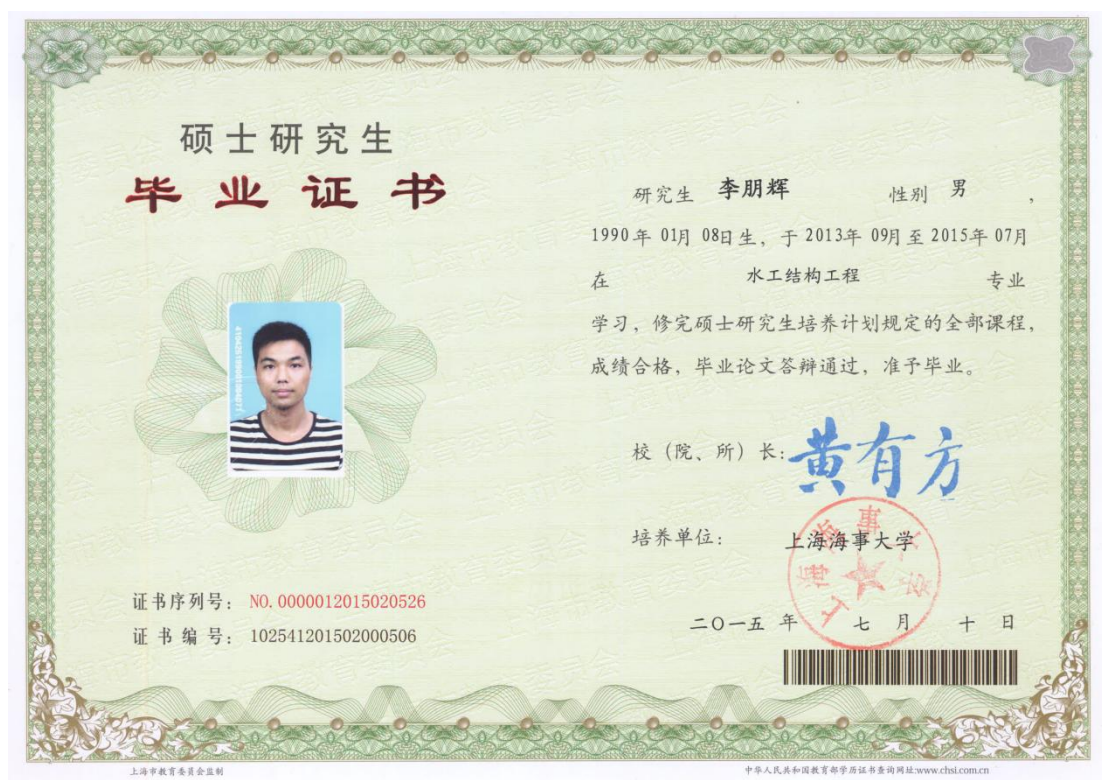 硕士研究生
毕业证书
研究生 李朋辉 性别 男 ，
1990年 01月 08日生，于 2013年 09月至 2015年 07月
在 水工结构工程 专业
学习，修完硕士研究生培养计划规定的全部课程，
成绩合格，毕业论文答辩通过，准予毕业。
校（院、所）长：黄有方
培养单位： 上海海事大学
上海海事大学
证书序列号： NO. 0000012015020526
证 书 编 号： 102541201502000506
二〇一五 年 七 月 十 日
上海市教育委员会监制
中华人民共和国教育部学历证书查询网址:www.chsi.com.cn